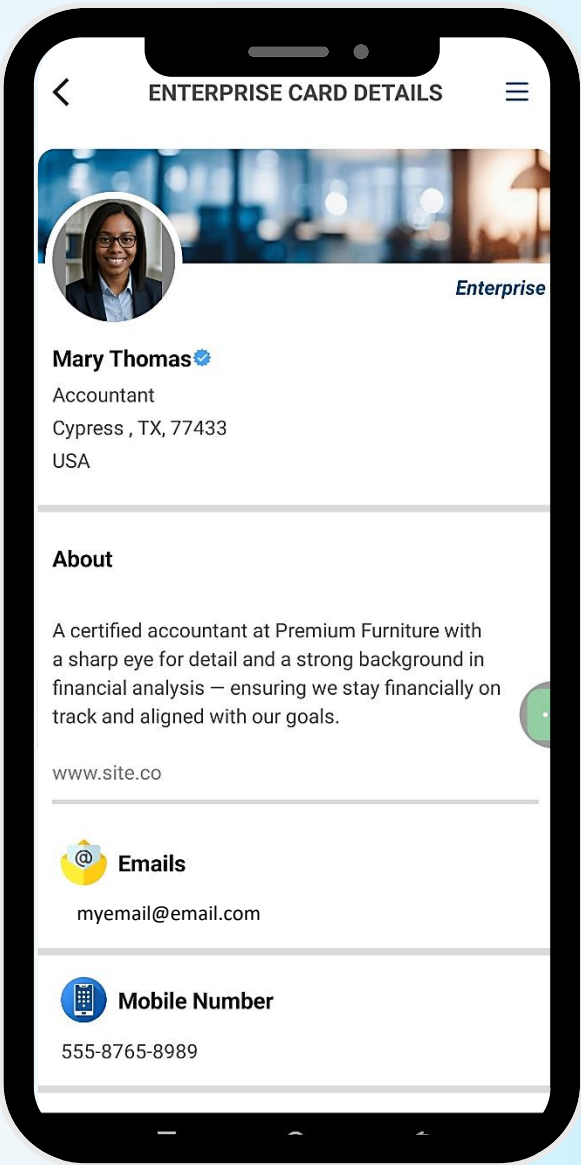 ENTERPRISE CARD DETAILS
Enterprise
Mary Thomas
Accountant
Cypress , TX, 77433
USA
About
A certified accountant at Premium Furniture with
a sharp eye for detail and a strong background in
financial analysis — ensuring we stay financially on
track and aligned with our goals.
www.site.co
@
Emails
myemail@email.com
Mobile Number
555-8765-8989